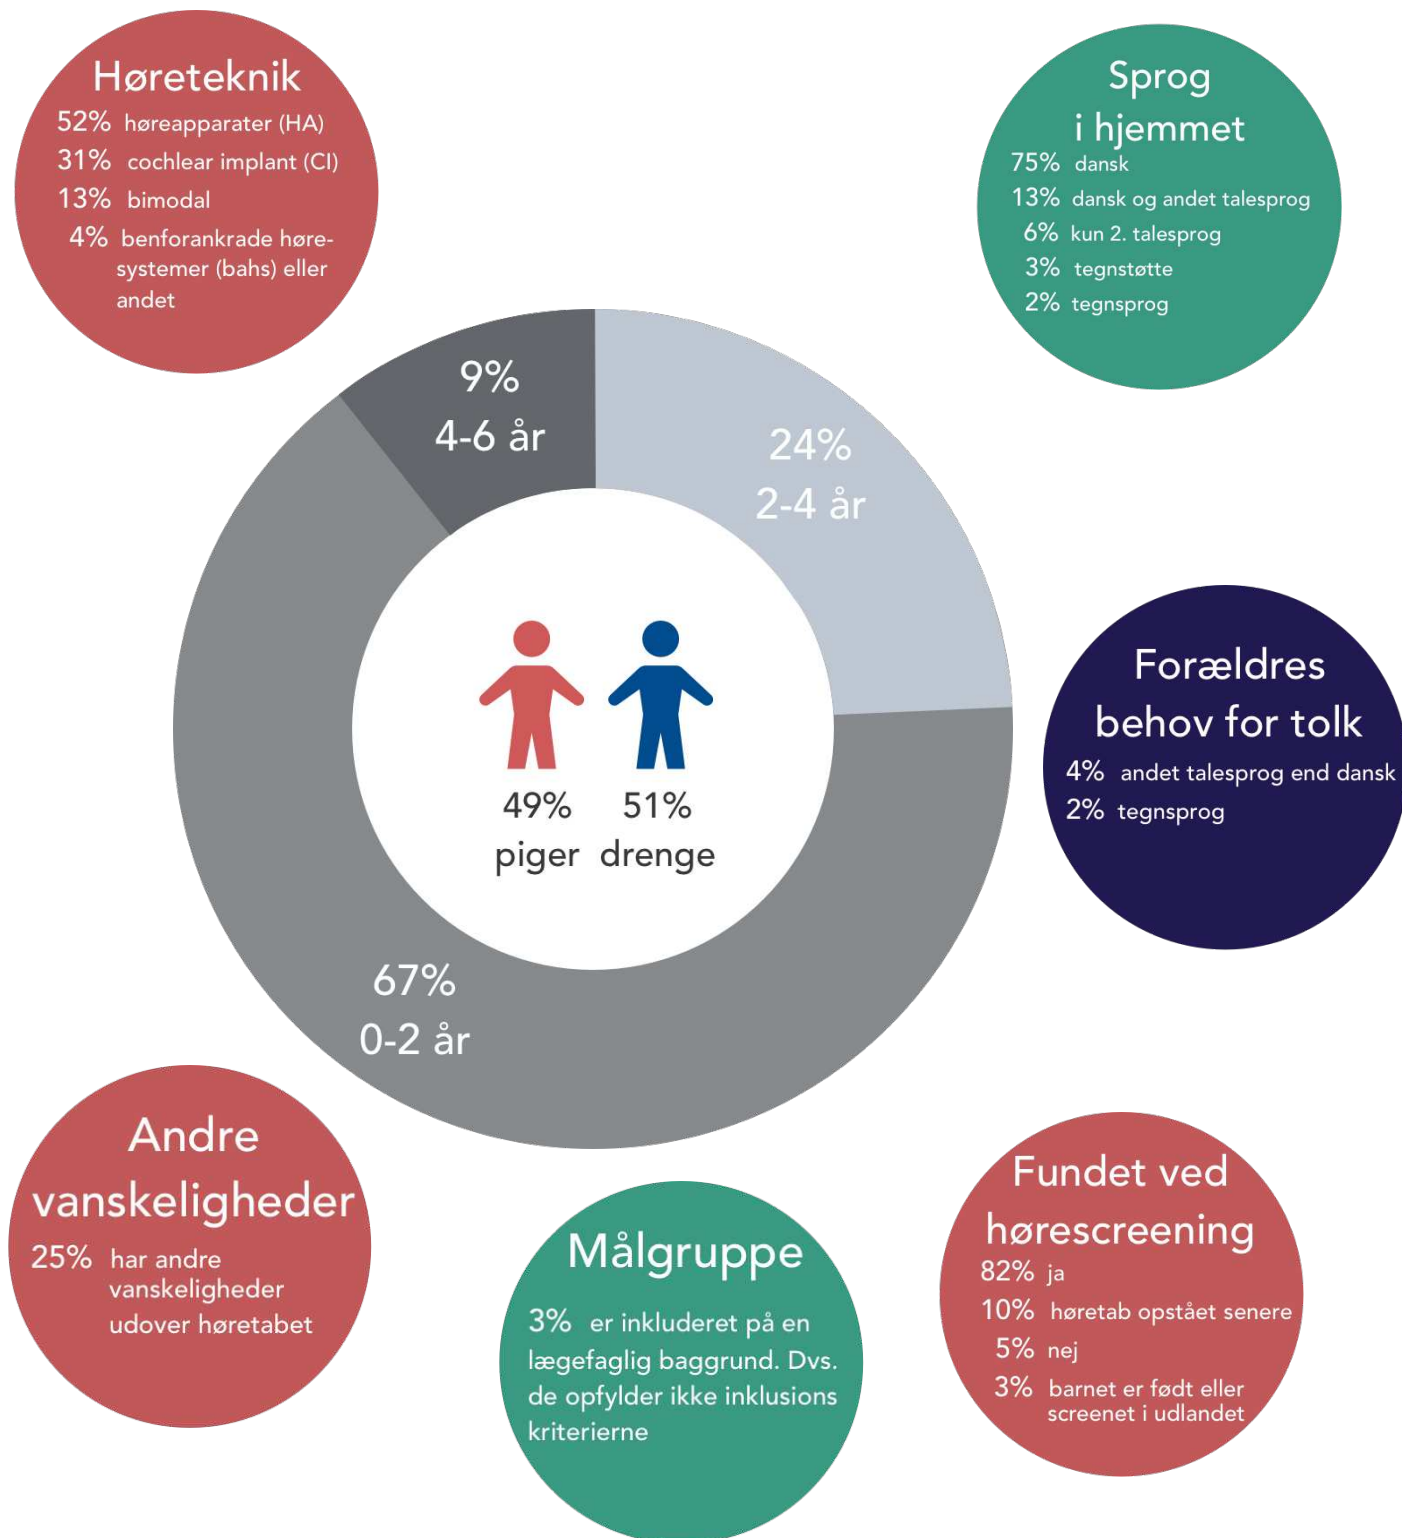 Høreteknik
52% høreapparater (HA)
31% cochlear implant (CI)
13% bimodal
4% benforankrade høre-
systemer (bahs) eller
andet
Sprog
i hjemmet
75% dansk
13% dansk og andet talesprog
6% kun 2. talesprog
3% tegnstøtte
2% tegnsprog
9%
4-6 år
24%
2-4 år
49%
piger
51%
drenge
67%
0-2 år
Forældres
behov for tolk
4% andet talesprog end dansk
2% tegnsprog
Andre
vanskeligheder
25% har andre
vanskeligheder
udover høretabet
Målgruppe
3% er inkluderet på en
lægefaglig baggrund. Dvs.
de opfylder ikke inklusions
kriterierne
Fundet ved
hørescreening
82% ja
10% høretab opstået senere
5% nej
3% barnet er født eller
screenet i udlandet